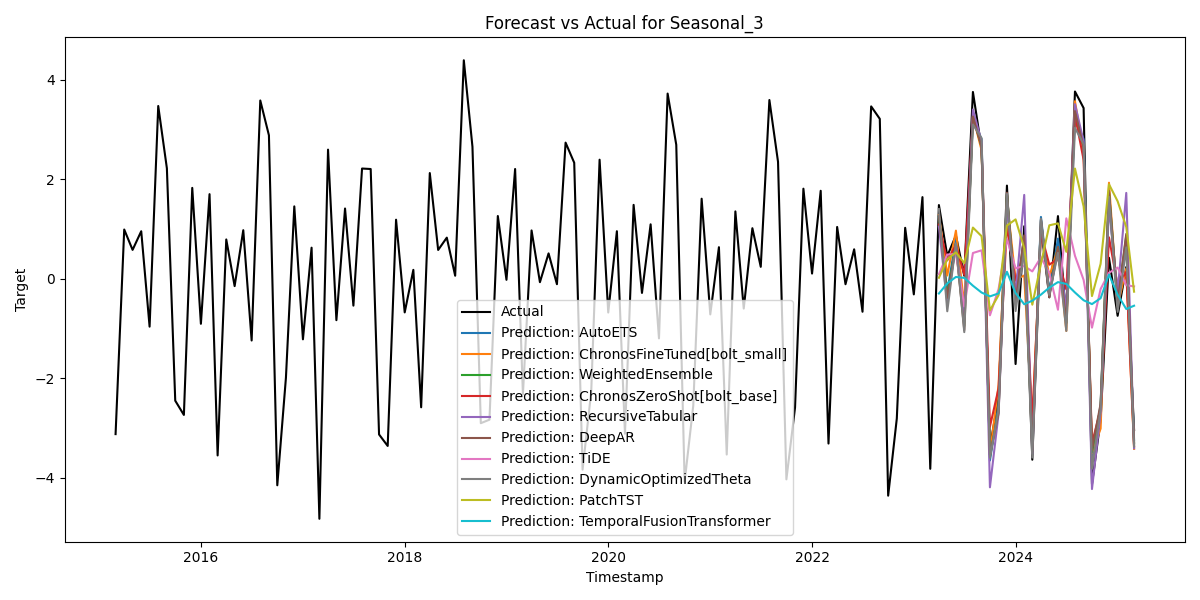 Forecast vs Actual for Seasonal_3
Target
4
2
0
−2
−4
Actual
Prediction: AutoETS
Prediction: ChronosFineTuned[bolt_small]
Prediction: WeightedEnsemble
Prediction: ChronosZeroShot[bolt_base]
Prediction: RecursiveTabular
Prediction: DeepAR
Prediction: TiDE
Prediction: DynamicOptimizedTheta
Prediction: PatchTST
Prediction: TemporalFusionTransformer
2016 2018 2020 2022 2024
Timestamp